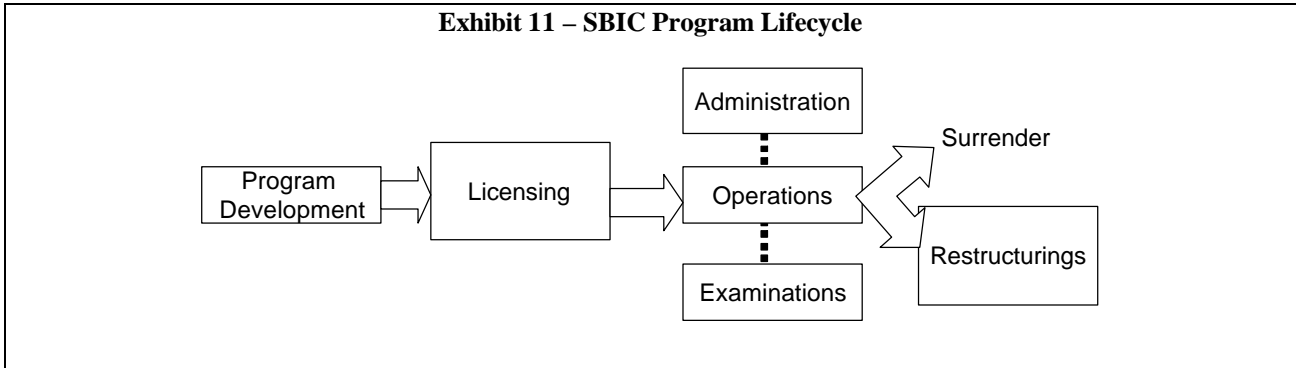 Exhibit 11 – SBIC Program Lifecycle
Program
Development
Licensing
Administration
Operations
Examinations
Surrender
Restructurings